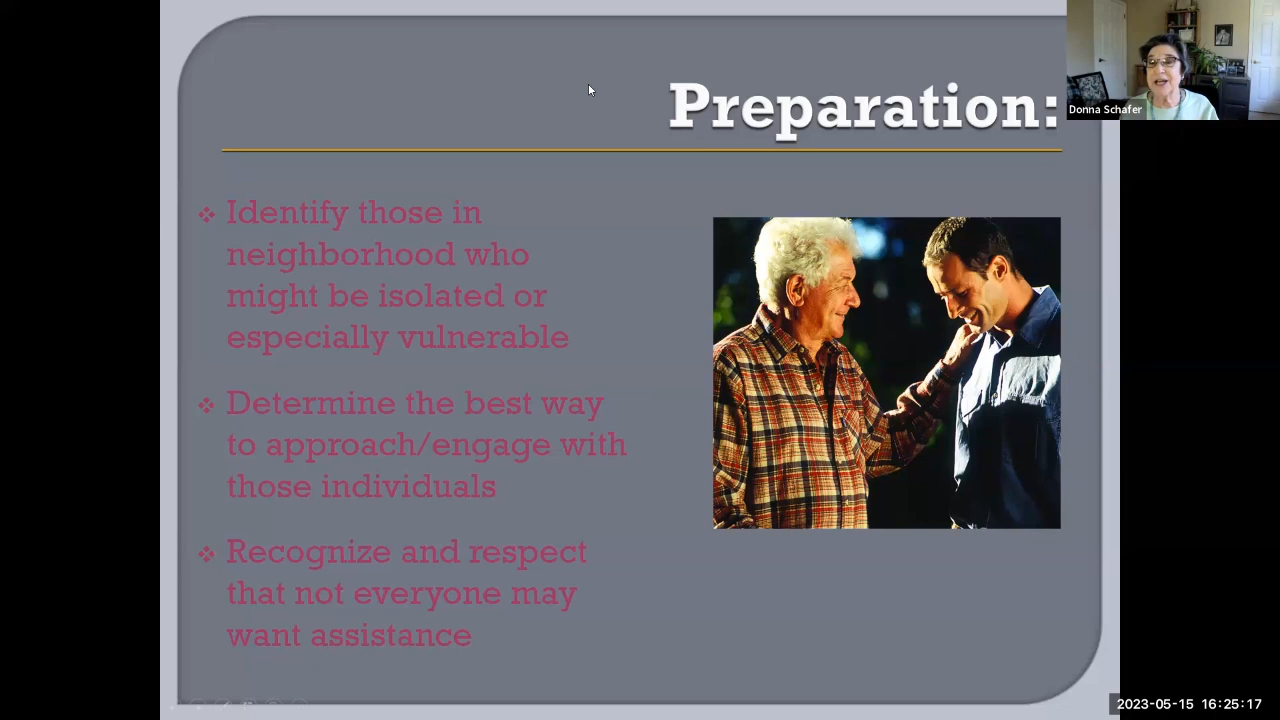 Preparation:
Donna Schafer
Identify those in
neighborhood who
might be isolated or
especially vulnerable
Determine the best way
to approach/engage with
those individuals
Recognize and respect
that not everyone may
want assistance
2023-05-15 16:25:17